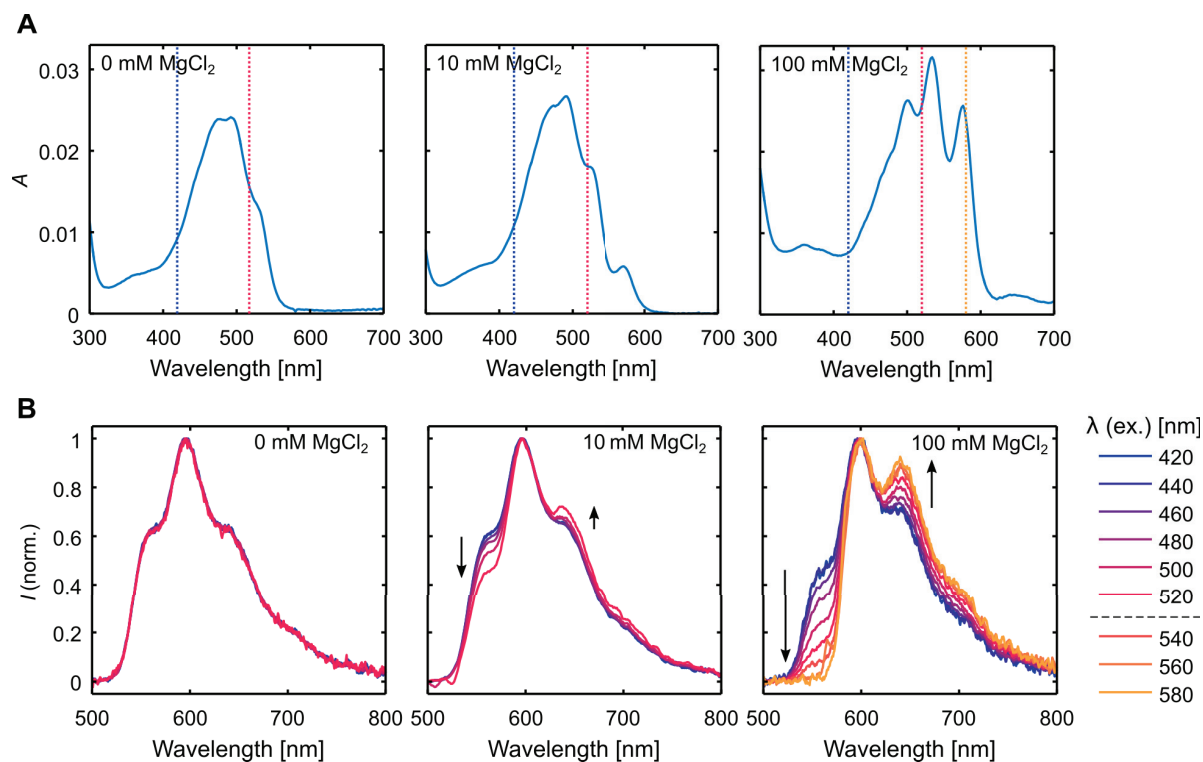 A
0 mM MgCl₂
10 mM MgCl₂
100 mM MgCl₂
A
0.03
0.02
0.01
0
300 400 500 600 700
300 400 500 600 700
300 400 500 600 700
Wavelength [nm]
Wavelength [nm]
Wavelength [nm]
B
0 mM MgCl₂
10 mM MgCl₂
100 mM MgCl₂
I (norm.)
1
0.8
0.6
0.4
0.2
0
500 600 700 800
500 600 700 800
500 600 700 800
Wavelength [nm]
Wavelength [nm]
Wavelength [nm]
λ (ex.) [nm]
420
440
460
480
500
520
540
560
580